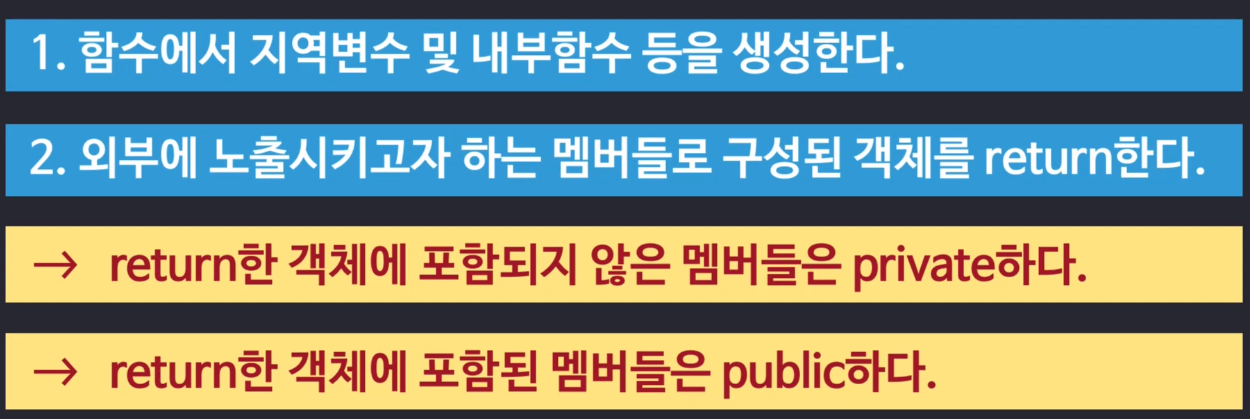 1. 함수에서 지역변수 및 내부함수 등을 생성한다.
2. 외부에 노출시키고자 하는 멤버들로 구성된 객체를 return한다.
→ return한 객체에 포함되지 않은 멤버들은 private하다.
→ return한 객체에 포함된 멤버들은 public하다.